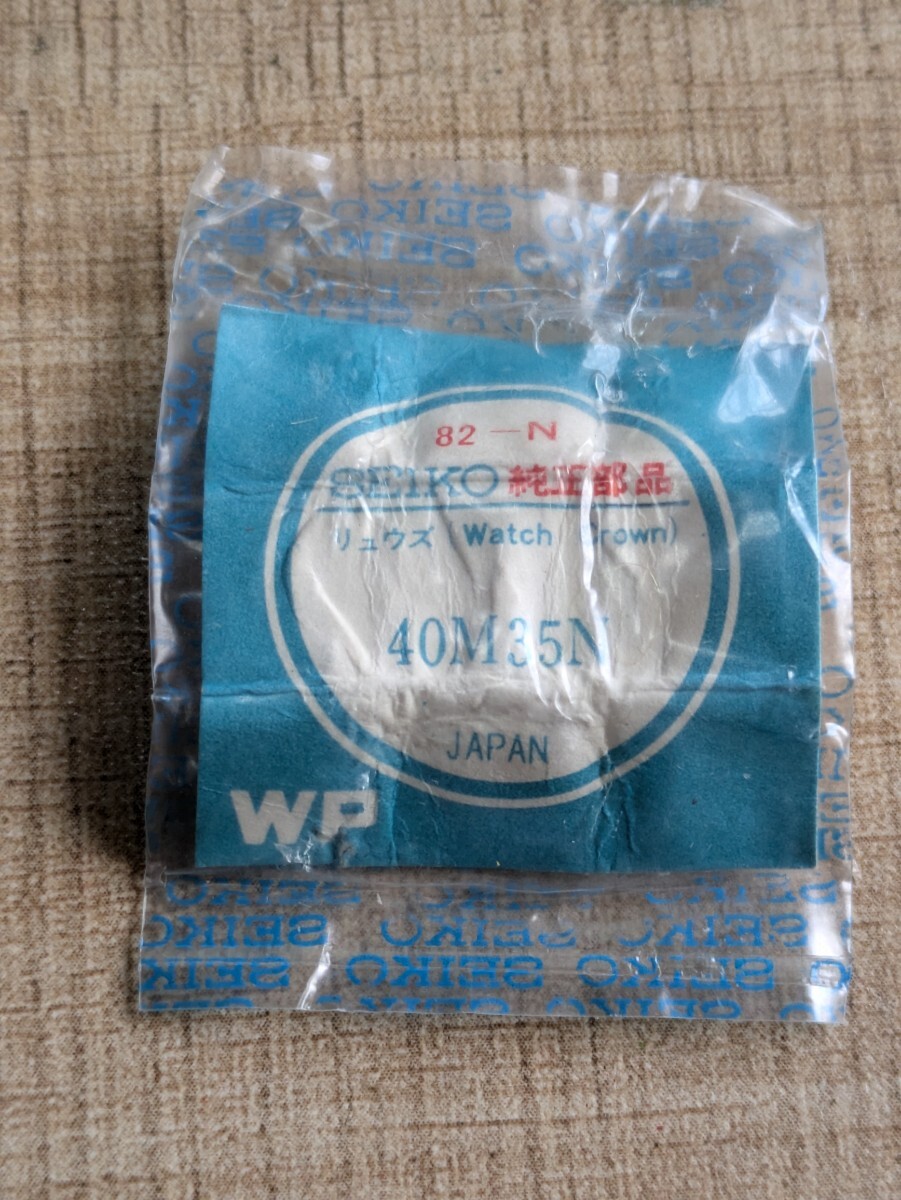 82-N
SEIKO 純正部品
リュウズ (Watch Crown)
40M35N
JAPAN
WP
SEIKO SEIKO SEIKO SEIKO
SEIKO SEIKO SEIKO